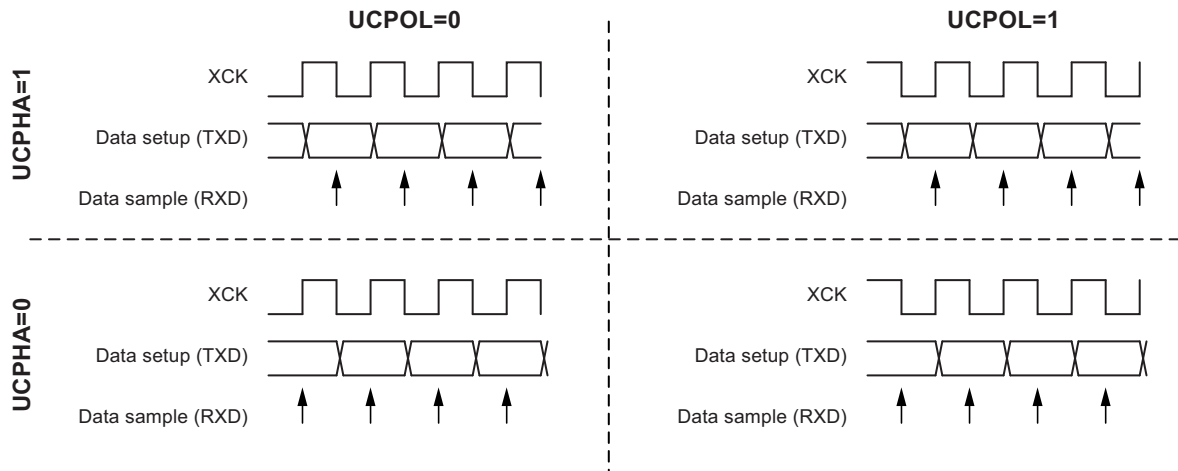 UCPOL=0
UCPOL=1
UCPHA=1
XCK
Data setup (TXD)
Data sample (RXD)
XCK
Data setup (TXD)
Data sample (RXD)
UCPHA=0
XCK
Data setup (TXD)
Data sample (RXD)
XCK
Data setup (TXD)
Data sample (RXD)